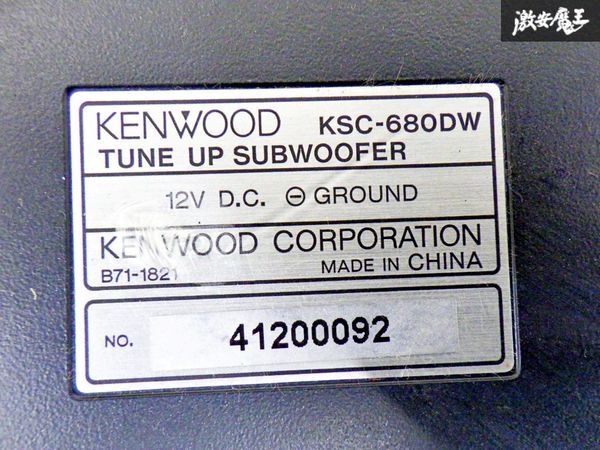 激安魔王
KENWOOD KSC-680DW
TUNE UP SUBWOOFER
12V D.C. ⊖ GROUND
KENWOOD CORPORATION
B71-1821 MADE IN CHINA
NO. 41200092